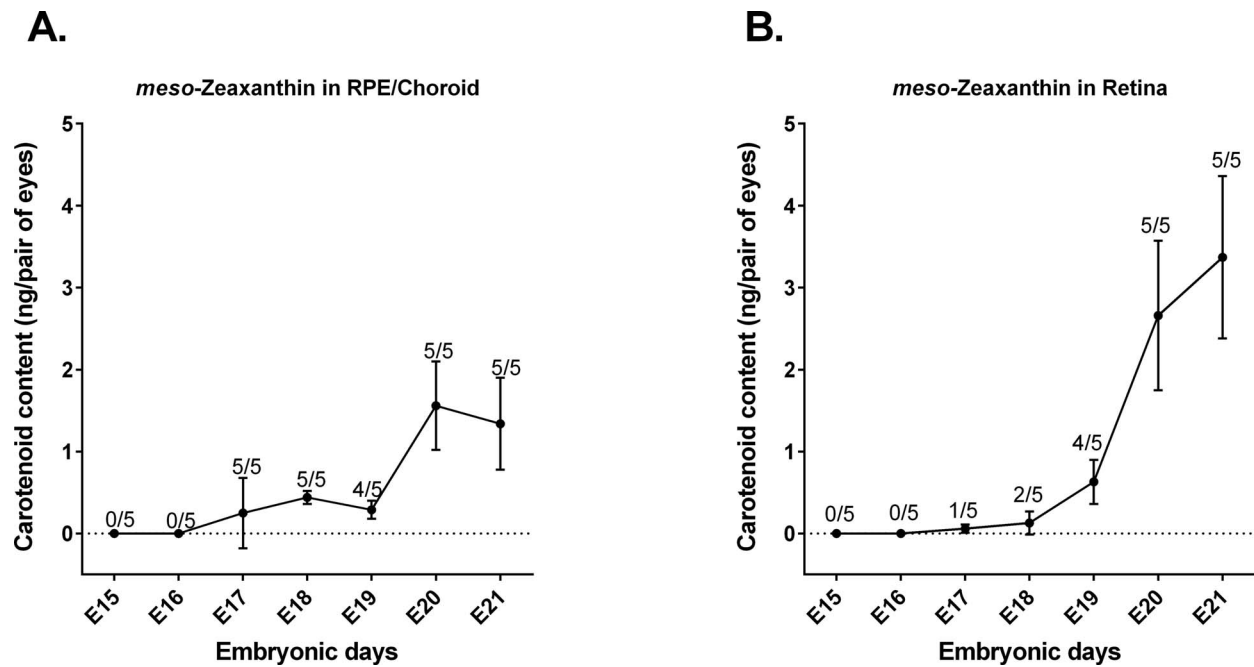 A.
meso-Zeaxanthin in RPE/Choroid
Carotenoid content (ng/pair of eyes)
5
4
3
2
1
0
0/5
0/5
5/5
5/5
4/5
5/5
5/5
E15
E16
E17
E18
E19
E20
E21
Embryonic days
B.
meso-Zeaxanthin in Retina
Carotenoid content (ng/pair of eyes)
5
4
3
2
1
0
0/5
0/5
1/5
2/5
4/5
5/5
5/5
E15
E16
E17
E18
E19
E20
E21
Embryonic days